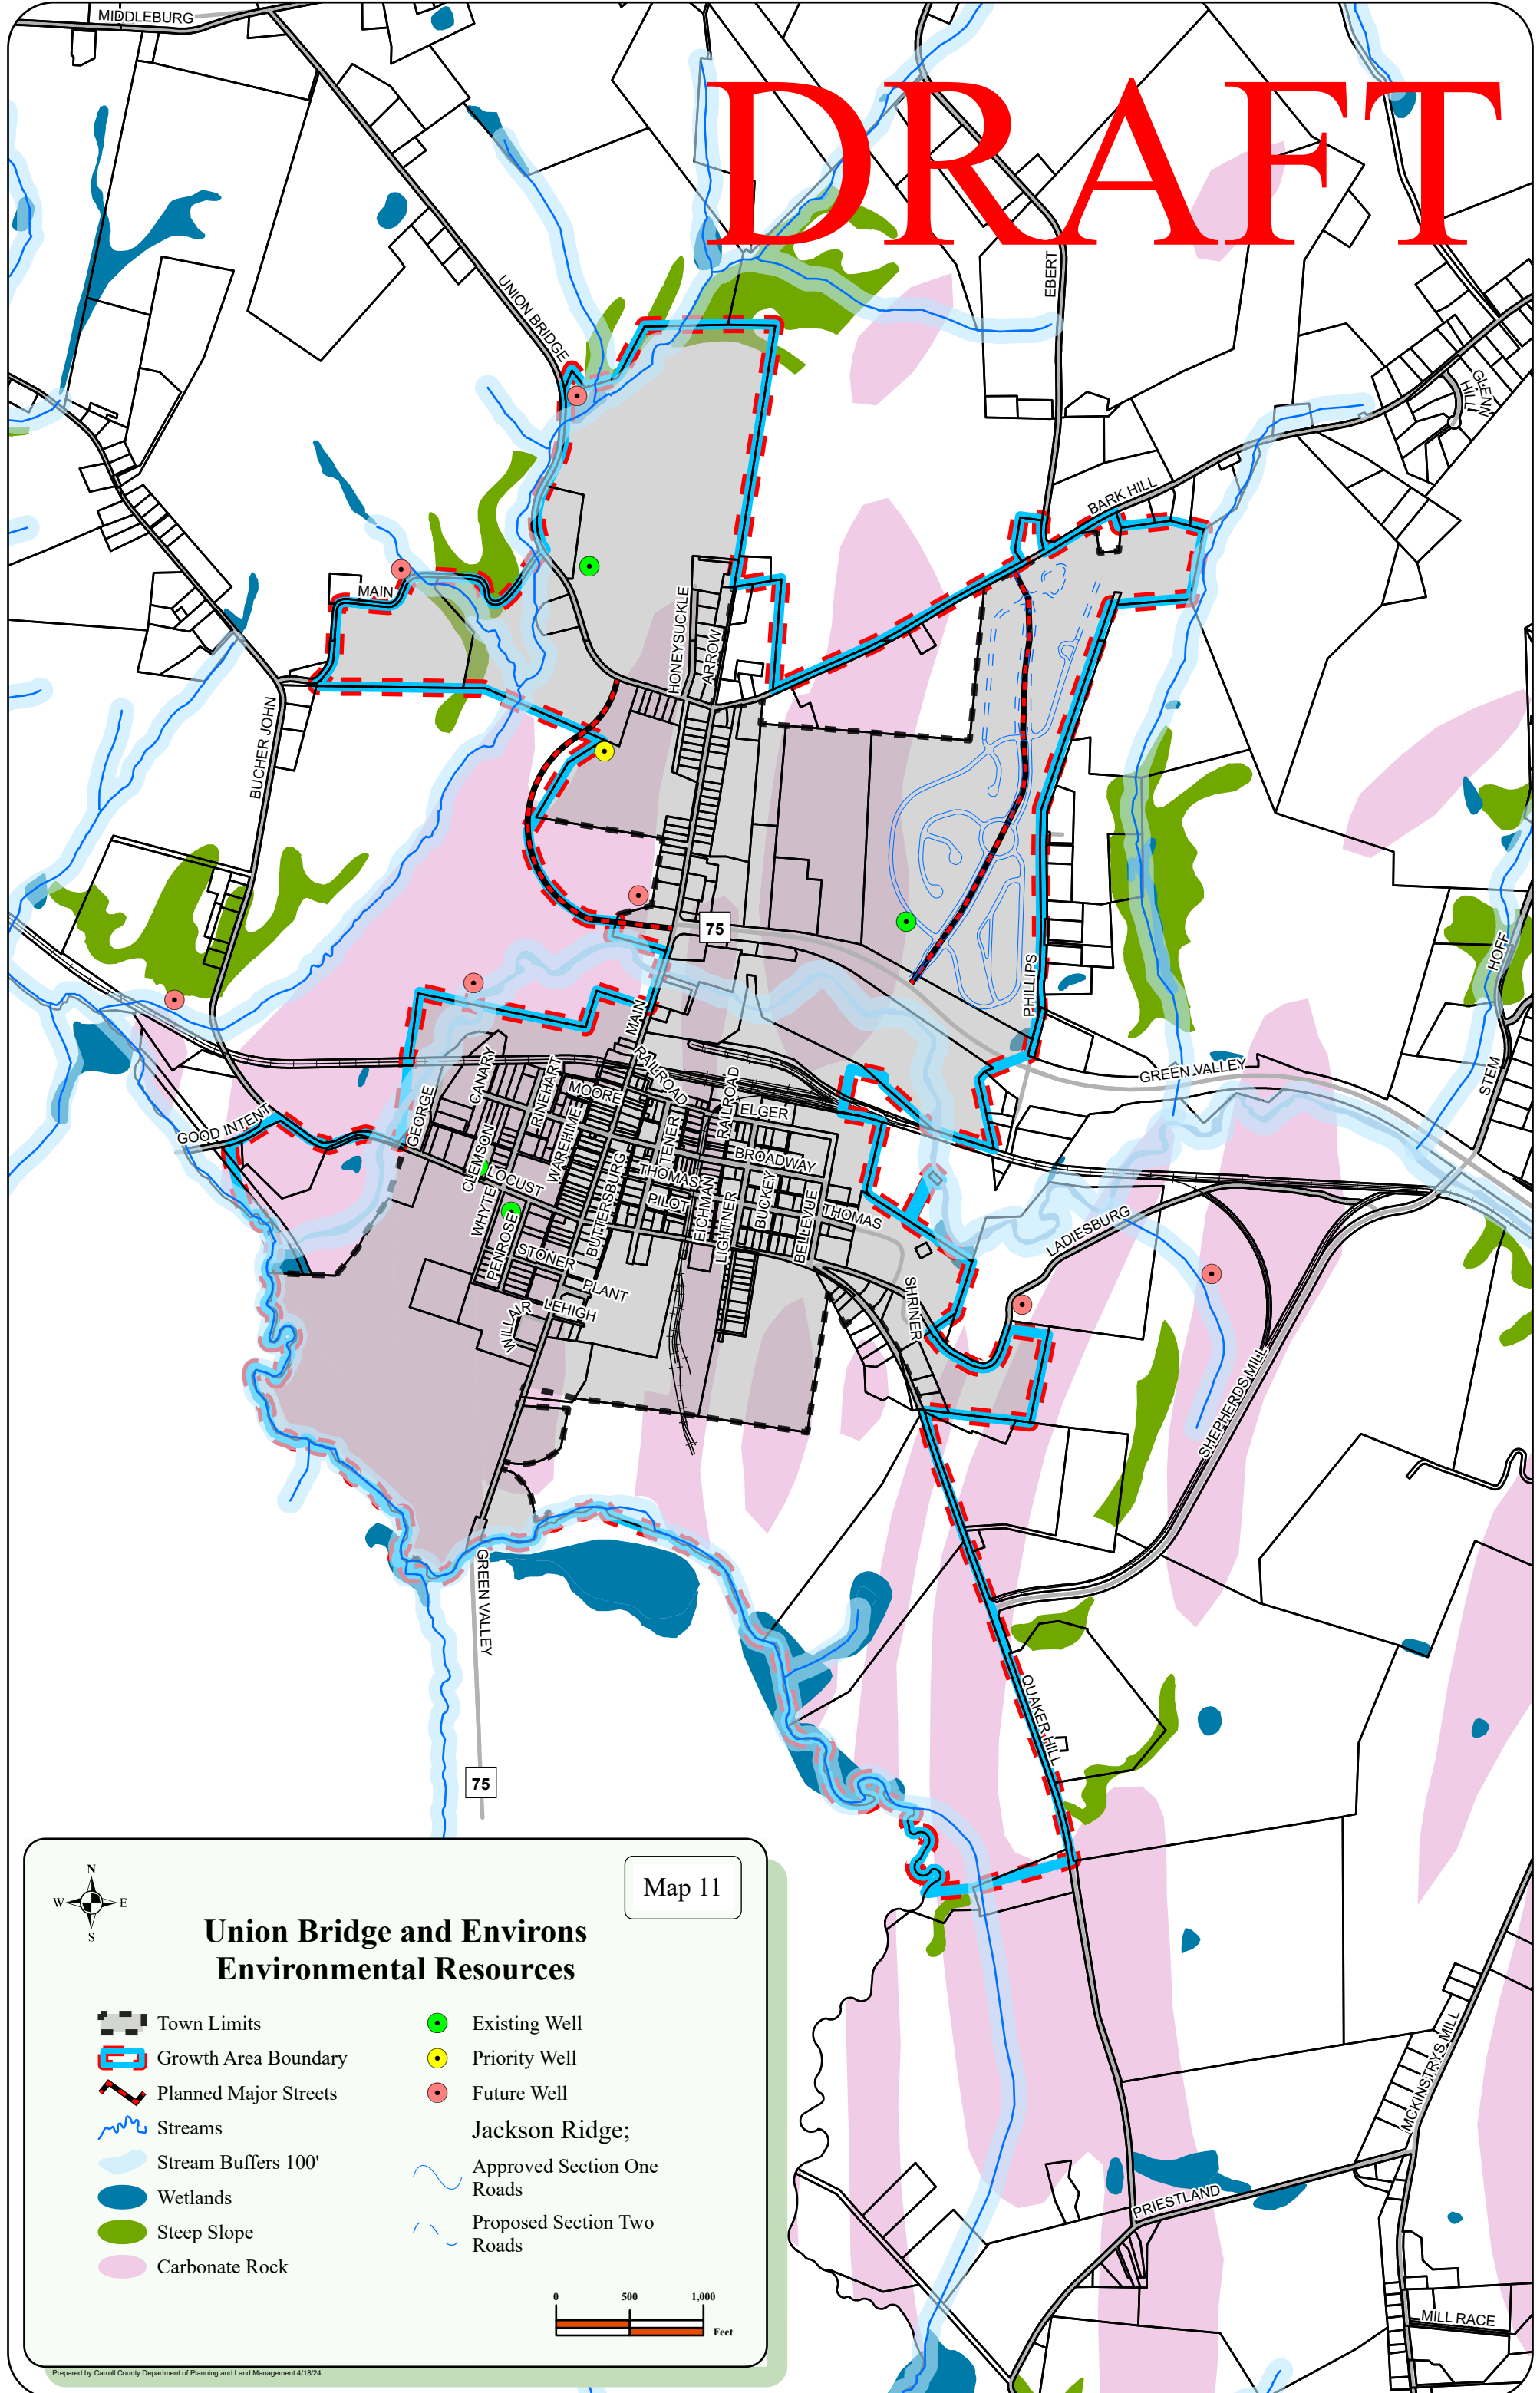 MIDDLEBURG
DRAFT
UNION BRIDGE
EBERT
GLENN
HILL
BARK HILL
MAIN
HONEYSUCKLE
ARROW
BUCHER JOHN
75
PHILLIPS
HOFF
STEM
GREEN VALLEY
MAIN
RAILROAD
RAILROAD
CANARY
RINEHART
MOORE
ELGER
GEORGE
GOOD INTENT
WAREHIME
TENERY
BROADWAY
CLEMSON
LOCUST
THOMAS
WHYTE
PENROSE
BUTTERSBURG
PILOT
EICHMAN
LIGHTNER
BUCKEY
BELLEVUE
THOMAS
LADIESBURG
STONER
PLANT
LEHIGH
SHRINER
SHEPHERDS MILL
GREEN VALLEY
QUAKER HILL
75
MCKINSTRYS MILL
PRIESTLAND
MILL RACE
N
W E
S
Map 11
Union Bridge and Environs
Environmental Resources
Town Limits
Growth Area Boundary
Planned Major Streets
Streams
Stream Buffers 100'
Wetlands
Steep Slope
Carbonate Rock
Existing Well
Priority Well
Future Well
Jackson Ridge;
Approved Section One
Roads
Proposed Section Two
Roads
0 500 1,000
Feet
Prepared by Carroll County Department of Planning and Land Management 4/18/24